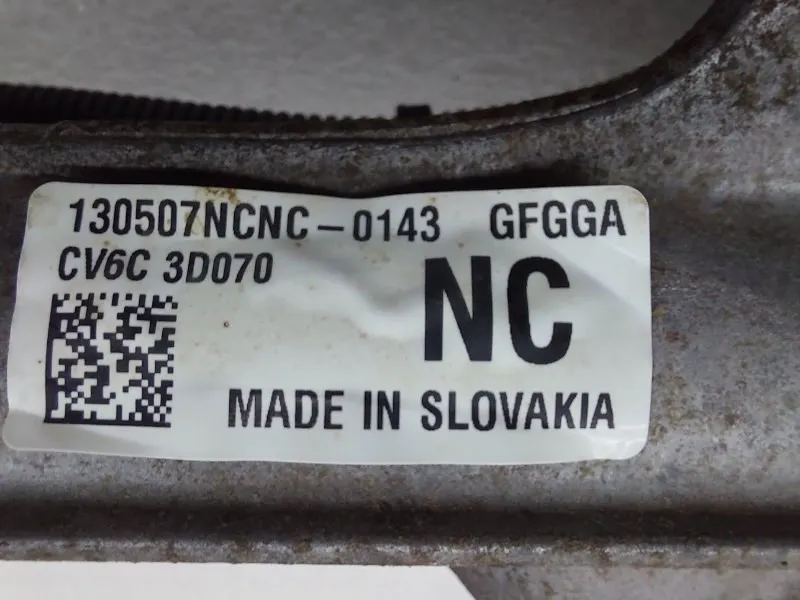 130507NCNC-0143 GFGGA
CV6C 3D070
NC
MADE IN SLOVAKIA